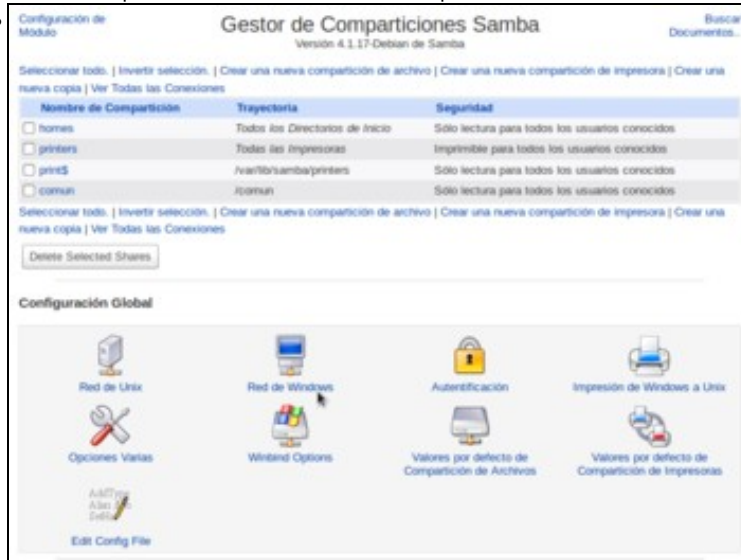 Configuración de
Módulo
Gestor de Comparticiones Samba
Versión 4.1.17-Debian de Samba
Buscar
Documentos..
Seleccionar todo. | Invertir selección. | Crear una nueva compartición de archivo | Crear una nueva compartición de impresora | Crear una
nueva copia | Ver Todas las Conexiones
Nombre de Compartición Trayectoria Seguridad
homes Todos los Directorios de Inicio Sólo lectura para todos los usuarios conocidos
printers Todas las Impresoras Imprimible para todos los usuarios conocidos
print$ /var/lib/samba/printers Sólo lectura para todos los usuarios conocidos
comun /comun Sólo lectura para todos los usuarios conocidos
Seleccionar todo. | Invertir selección. | Crear una nueva compartición de archivo | Crear una nueva compartición de impresora | Crear una
nueva copia | Ver Todas las Conexiones
Delete Selected Shares
Configuración Global
Red de Unix Red de Windows Autentificación Impresión de Windows a Unix
Opciones Varias Winbind Options Valores por defecto de Compartición de Archivos Valores por defecto de Compartición de Impresoras
Edit Config File